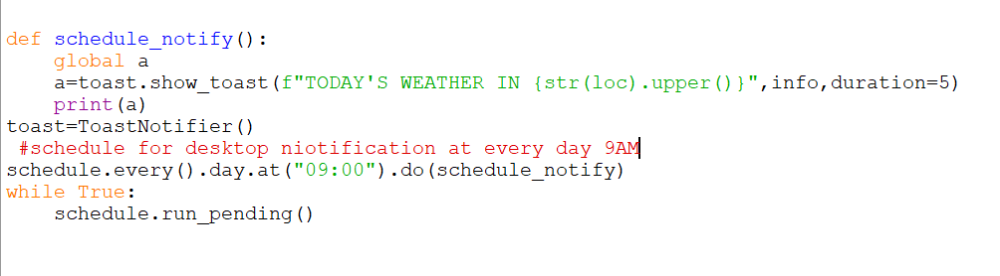 def schedule_notify():
    global a
    a=toast.show_toast(f"TODAY'S WEATHER IN {str(loc).upper()}",info,duration=5)
    print(a)
toast=ToastNotifier()
 #schedule for desktop niotification at every day 9AM
schedule.every().day.at("09:00").do(schedule_notify)
while True:
    schedule.run_pending()